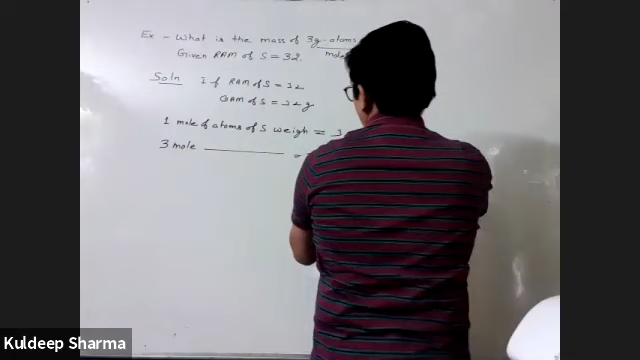 Ex - What is the mass of 3g-atoms
Given RAM of S = 32.
mole
Soln If RAM of S = 32
GAM of S = 32 g
1 mole of atoms of S weigh = 3
3 mole
Kuldeep Sharma